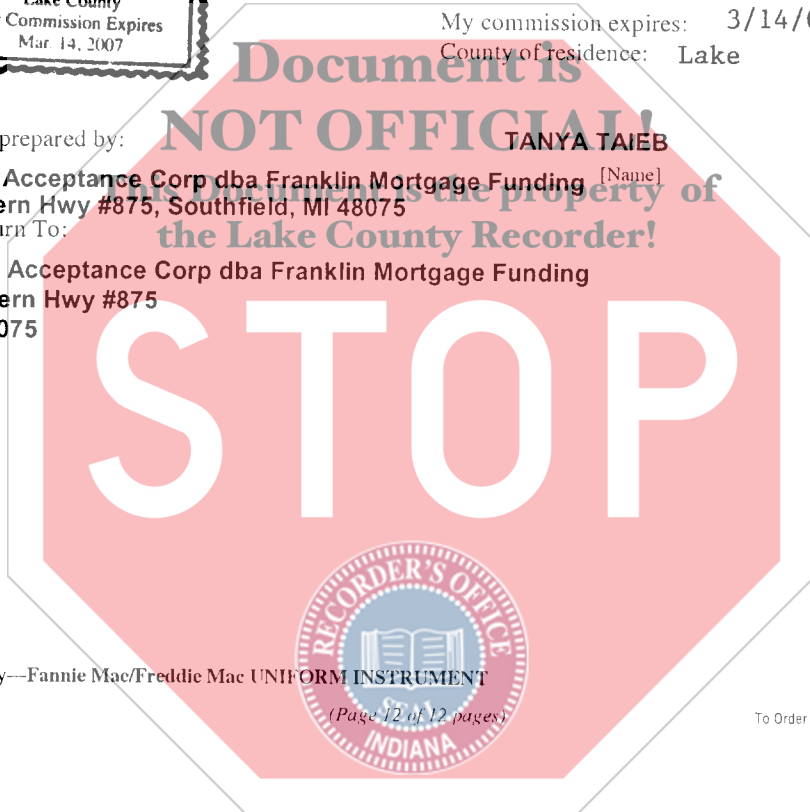 Lake County
Commission Expires
Mar. 14, 2007
My commission expires: 3/14/
County of residence: Lake
Document is
NOT OFFICIAL!
prepared by:
TANYA TAIEB
[Name]
Acceptance Corp dba Franklin Mortgage Funding
This Document is the property of
ern Hwy #875, Southfield, MI 48075
urn To:
the Lake County Recorder!
Acceptance Corp dba Franklin Mortgage Funding
ern Hwy #875
075
STOP
RECORDER'S OFFICE
SEAL
INDIANA
y—Fannie Mac/Freddie Mac UNIFORM INSTRUMENT
(Page 12 of 12 pages)
To Order